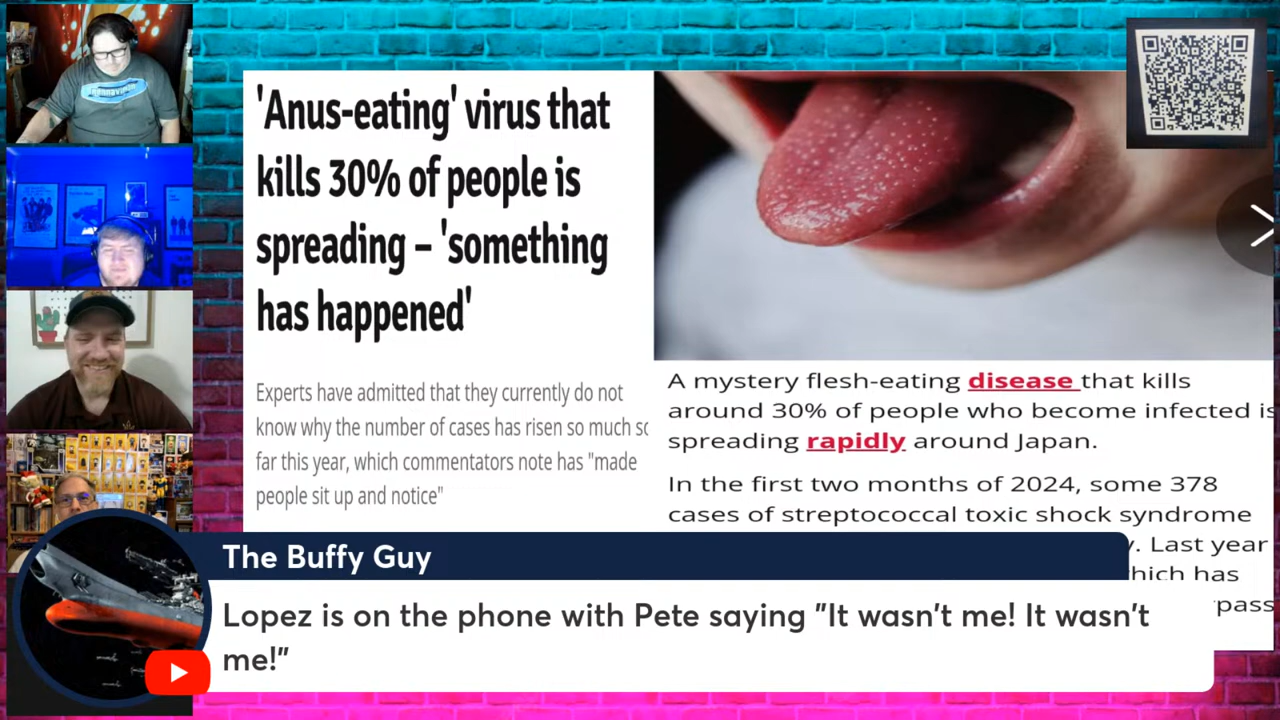 'Anus-eating' virus that
kills 30% of people is
spreading – 'something
has happened'
Experts have admitted that they currently do not
know why the number of cases has risen so much so
far this year, which commentators note has "made
people sit up and notice"
A mystery flesh-eating disease that kills
around 30% of people who become infected is
spreading rapidly around Japan.
In the first two months of 2024, some 378
cases of streptococcal toxic shock syndrome
Last year
has
The Buffy Guy
Lopez is on the phone with Pete saying "It wasn't me! It wasn't
me!"